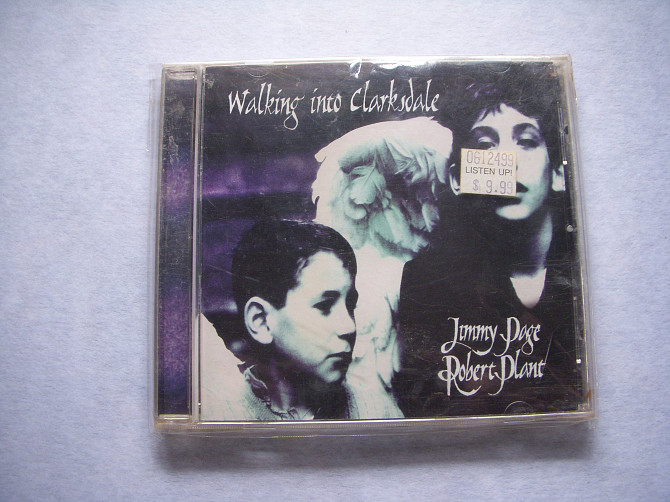 Walking into Clarksdale
0612499
LISTEN UP!
$ 9.99
Jimmy Page
Robert Plant